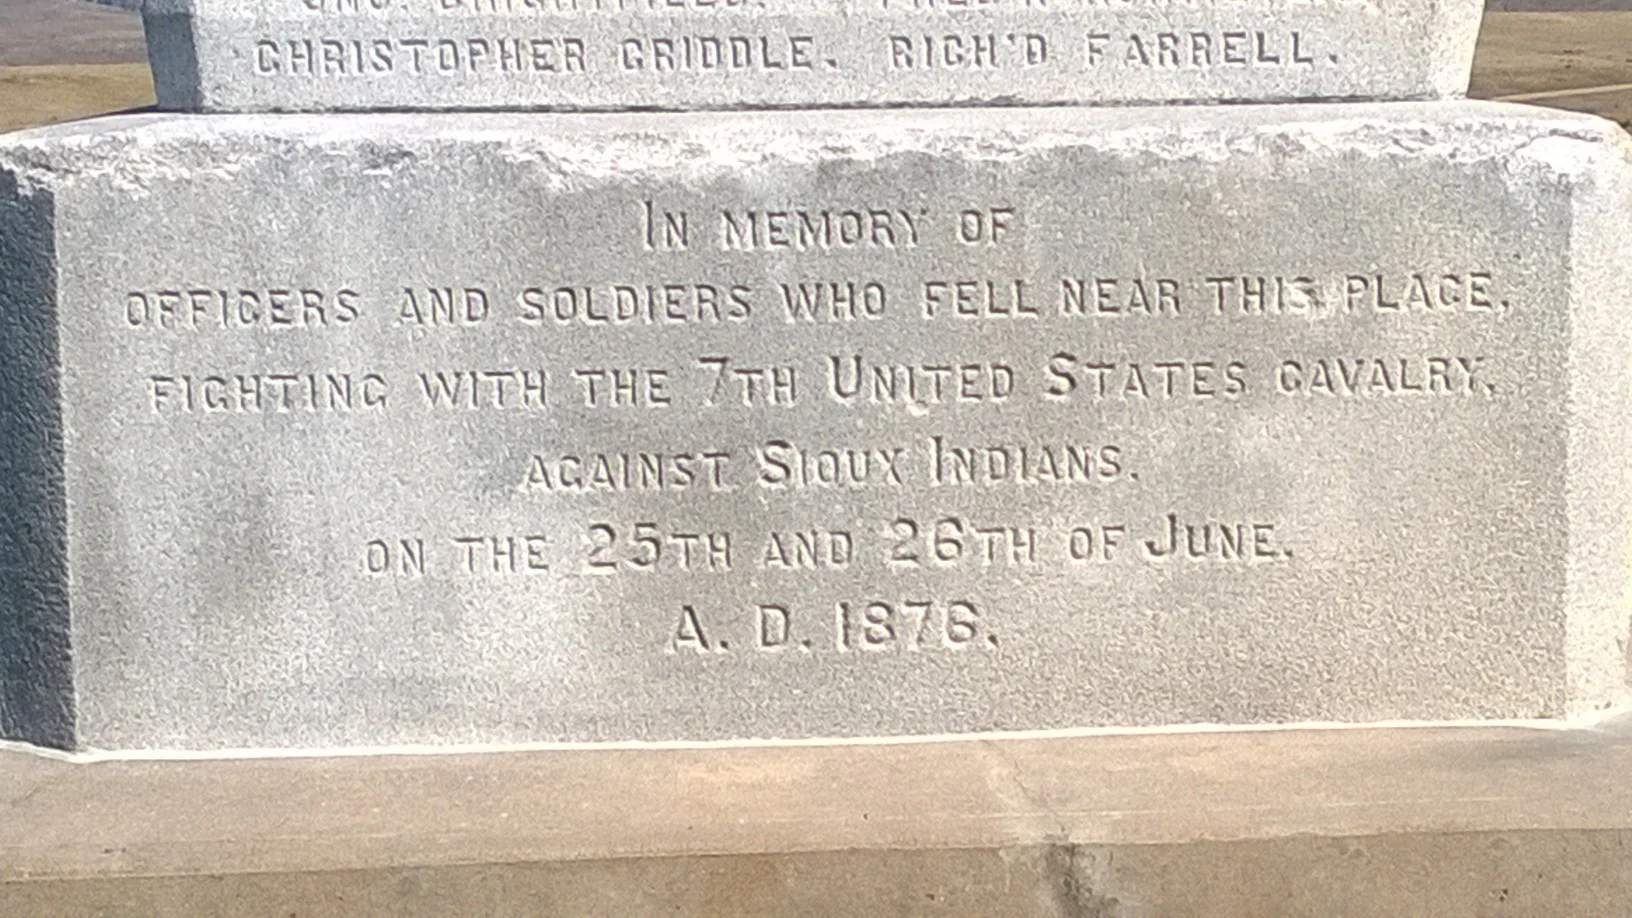 CHRISTOPHER CRIDDLE. RICH'D FARRELL.
IN MEMORY OF
OFFICERS AND SOLDIERS WHO FELL NEAR THIS PLACE,
FIGHTING WITH THE 7TH UNITED STATES CAVALRY,
AGAINST SIOUX INDIANS.
ON THE 25TH AND 26TH OF JUNE.
A. D. 1876.